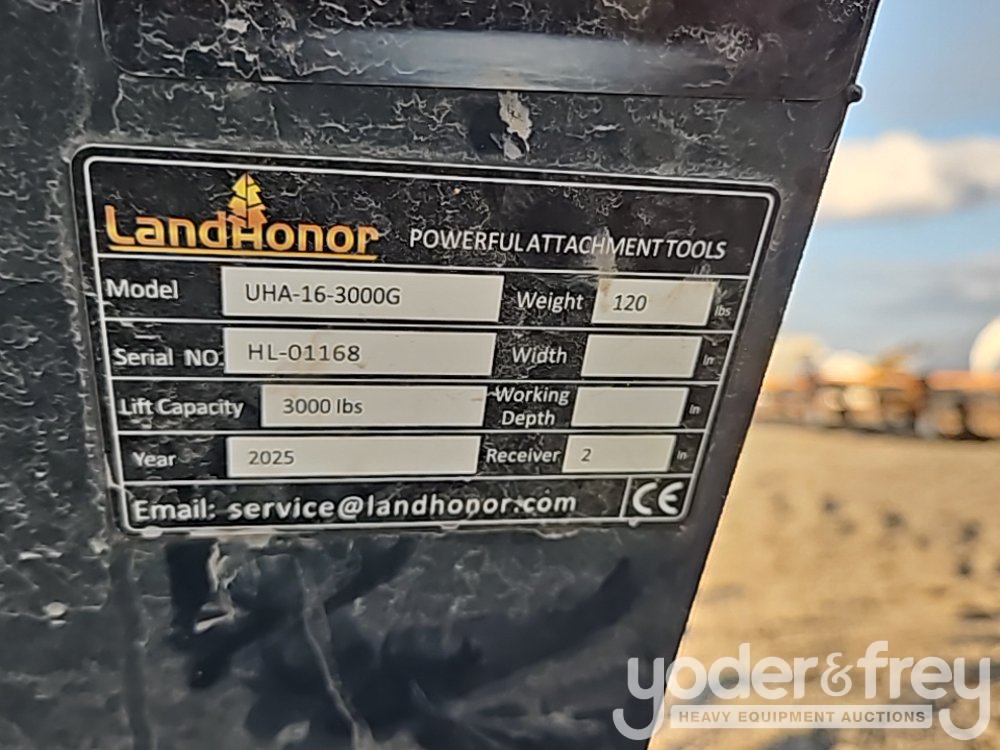 LandHonor POWERFUL ATTACHMENT TOOLS
Model UHA-16-3000G Weight 120 lbs
Serial NO. HL-01168 Width In
Lift Capacity 3000 lbs Working Depth In
Year 2025 Receiver 2 In
Email: service@landhonor.com CE
yoder&frey
HEAVY EQUIPMENT AUCTIONS